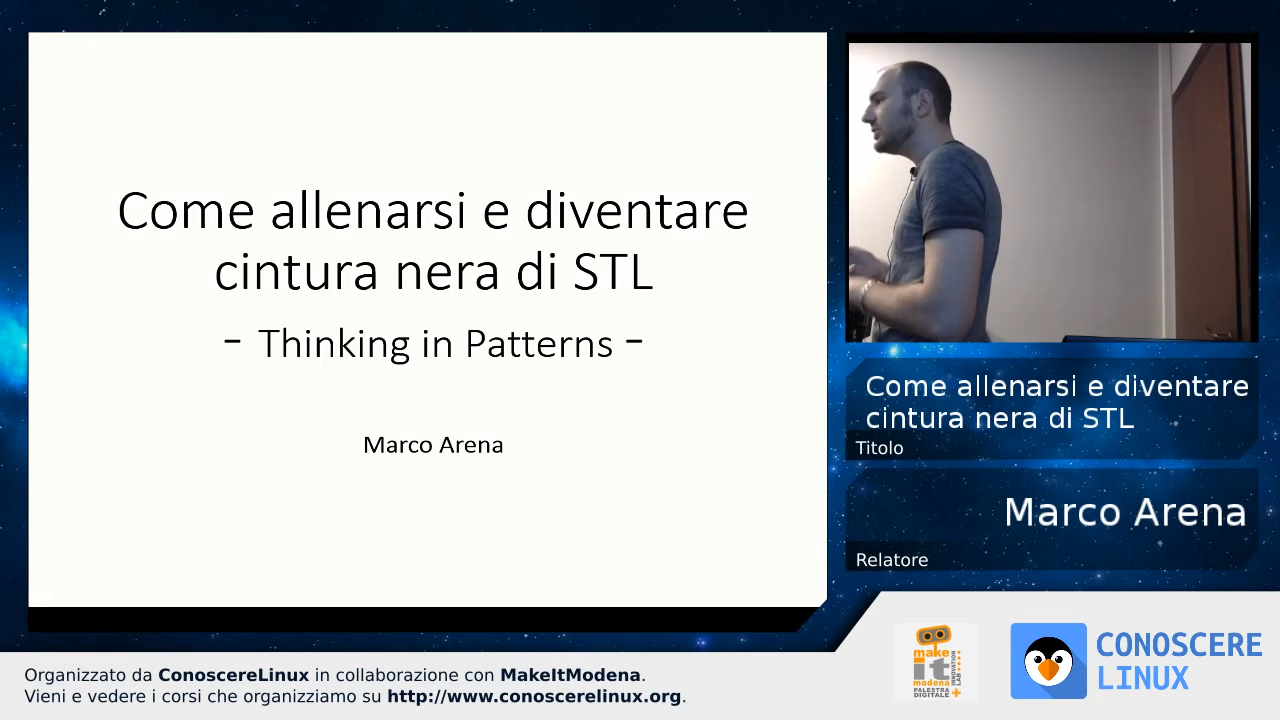 Come allenarsi e diventare
cintura nera di STL
- Thinking in Patterns -
Marco Arena
Come allenarsi e diventare
cintura nera di STL
Titolo
Marco Arena
Relatore
make
it
modena
PALESTRA
DIGITALE
INNOVATION
LAB
CONOSCERE
LINUX
Organizzato da ConoscereLinux in collaborazione con MakeItModena.
Vieni e vedere i corsi che organizziamo su http://www.conoscerelinux.org.